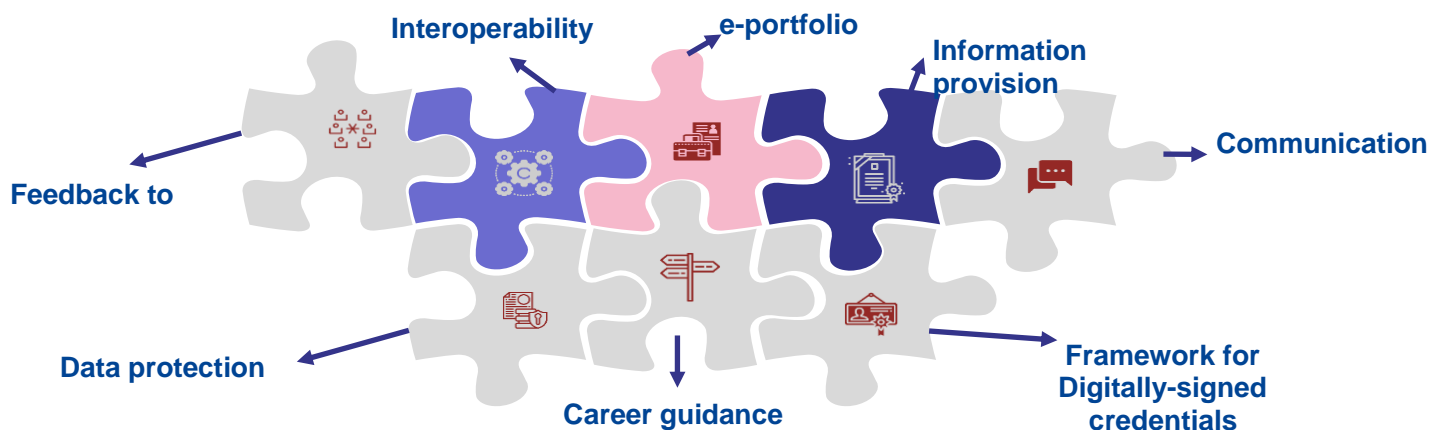 Interoperability
e-portfolio
Information
provision
Communication
Feedback to
Data protection
Career guidance
Framework for
Digitally-signed
credentials